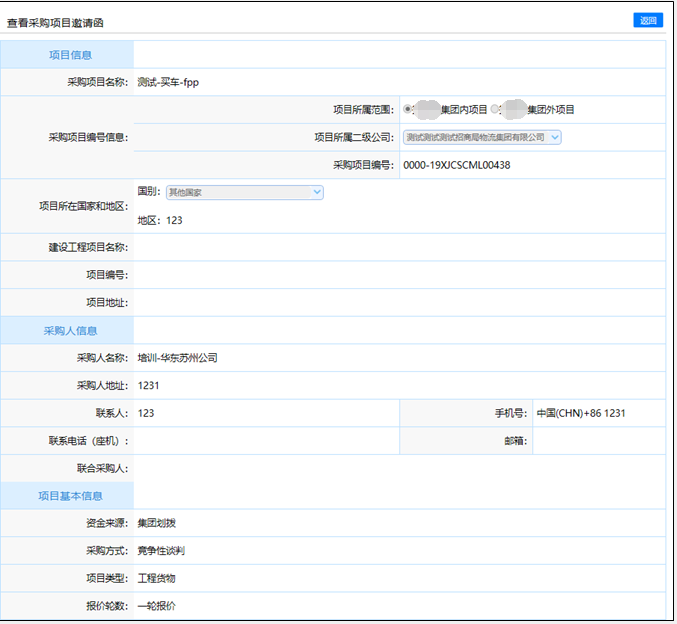 查看采购项目邀请函
返回
项目信息
采购项目名称： 测试-买车-fpp
采购项目编号信息：
项目所属范围： 集团内项目 集团外项目
项目所属二级公司： 测试测试测试招商局物流集团有限公司
采购项目编号： 0000-19XJCSCML00438
项目所在国家和地区：
国别： 其他国家
地区： 123
建设工程项目名称：
项目编号：
项目地址：
采购人信息
采购人名称： 培训-华东苏州公司
采购人地址： 1231
联系人： 123 手机号： 中国(CHN)+86 1231
联系电话（座机）： 邮箱：
联合采购人：
项目基本信息
资金来源： 集团划拨
采购方式： 竞争性谈判
项目类型： 工程货物
报价轮数： 一轮报价